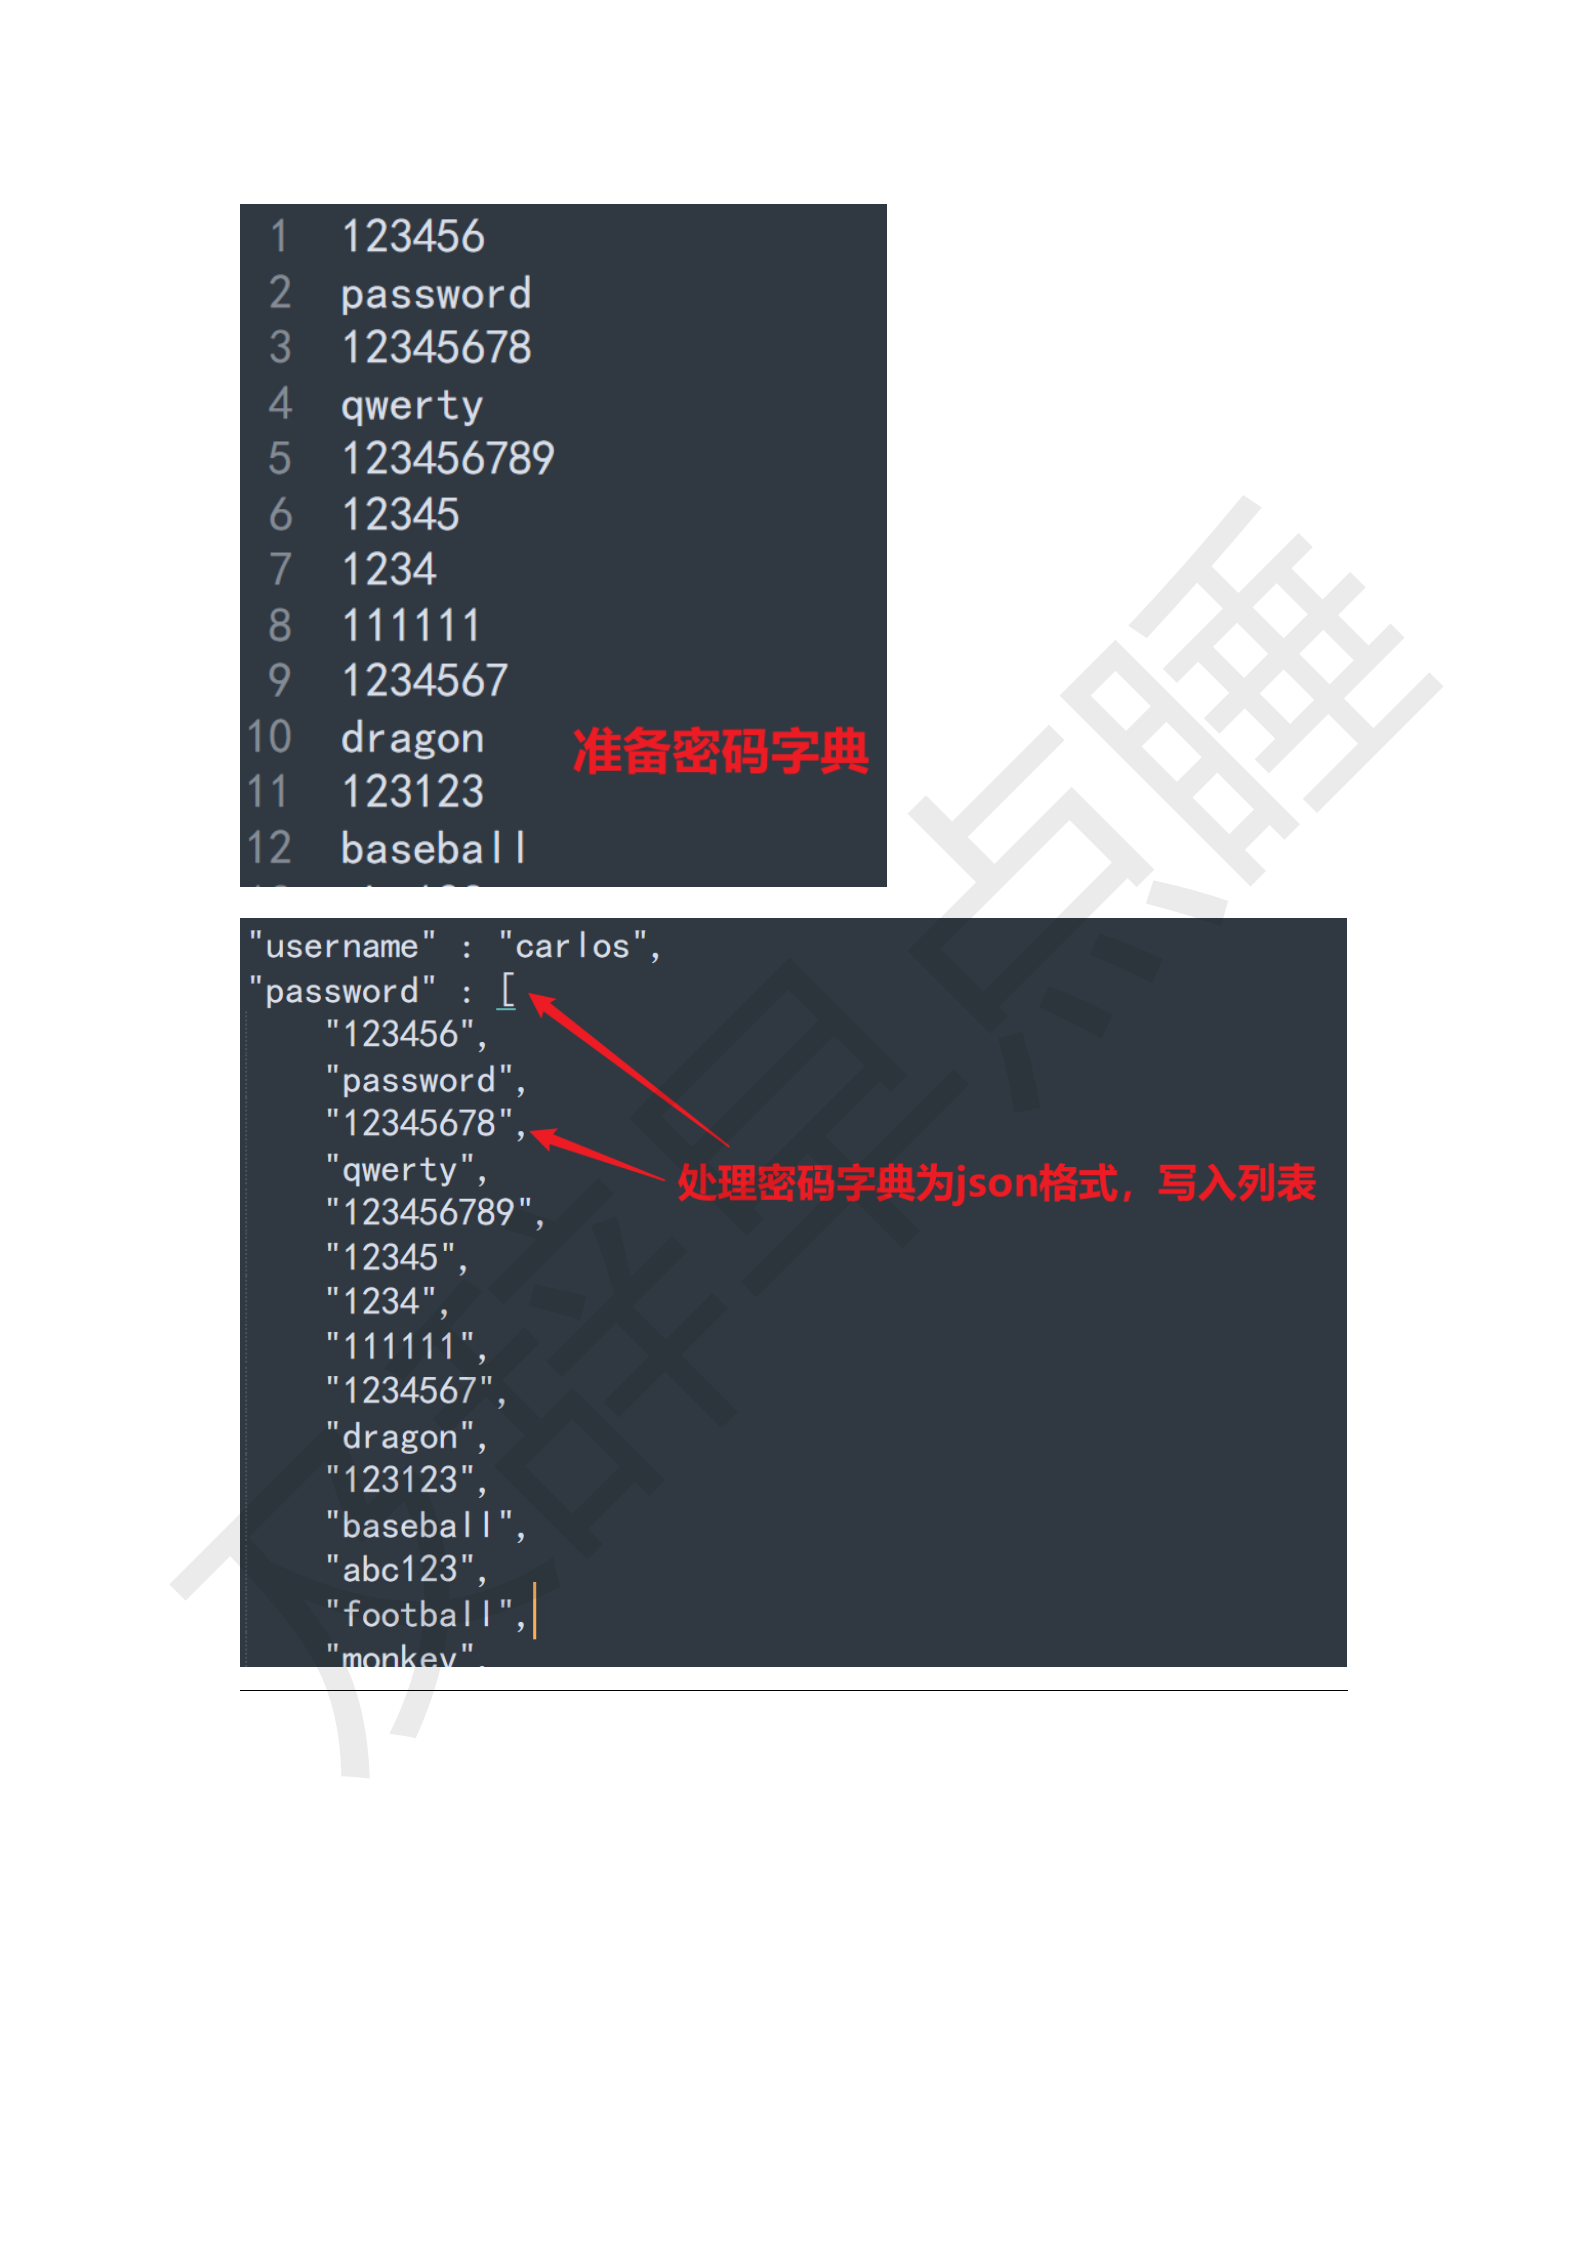 1 123456
2 password
3 12345678
4 qwerty
5 123456789
6 12345
7 1234
8 111111
9 1234567
10 dragon
准备密码字典
11 123123
12 baseball
"username" : "carlos",
"password" : [
"123456",
"password",
"12345678",
"qwerty",
处理密码字典为json格式，写入列表
"123456789",
"12345",
"1234",
"111111",
"1234567",
"dragon",
"123123",
"baseball",
"abc123",
"football",
"monkey",
早点睡